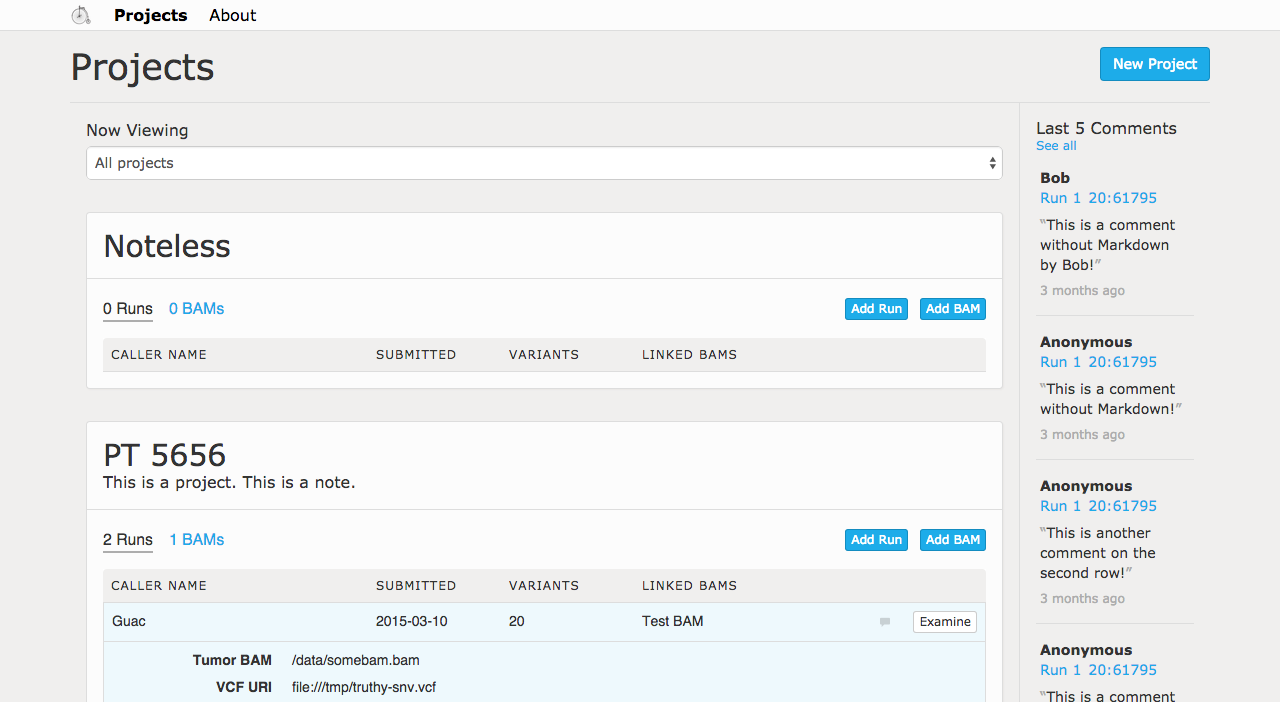 Projects About
Projects
New Project
Now Viewing
All projects
Noteless
0 Runs 0 BAMs
Add Run Add BAM
CALLER NAME SUBMITTED VARIANTS LINKED BAMS
PT 5656
This is a project. This is a note.
2 Runs 1 BAMs
Add Run Add BAM
CALLER NAME SUBMITTED VARIANTS LINKED BAMS
Guac 2015-03-10 20 Test BAM Examine
Tumor BAM /data/somebam.bam
VCF URI file:///tmp/truthy-snv.vcf
Last 5 Comments
See all
Bob
Run 1 20:61795
“This is a comment
without Markdown
by Bob!”
3 months ago
Anonymous
Run 1 20:61795
“This is a comment
without Markdown!”
3 months ago
Anonymous
Run 1 20:61795
“This is another
comment on the
second row!”
3 months ago
Anonymous
Run 1 20:61795
“This is a comment